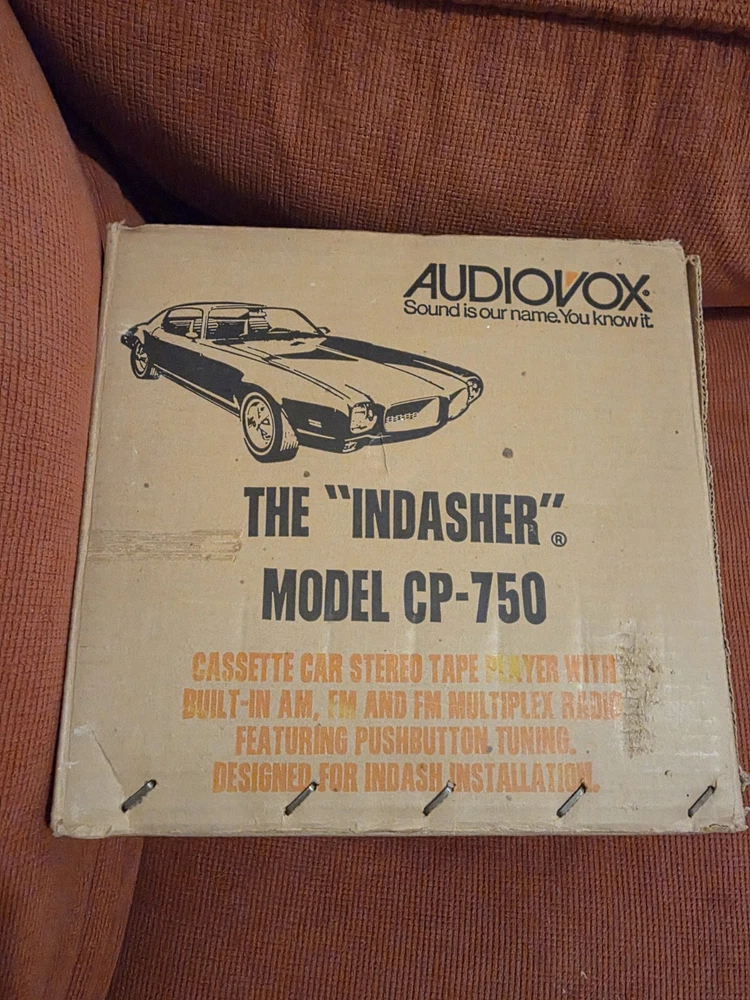 AUDIOVOX®
Sound is our name. You know it.
THE "INDASHER"®
MODEL CP-750
CASSETTE CAR STEREO TAPE PLAYER WITH
BUILT-IN AM, FM AND FM MULTIPLEX RADIO
FEATURING PUSHBUTTON TUNING.
DESIGNED FOR INDASH INSTALLATION.